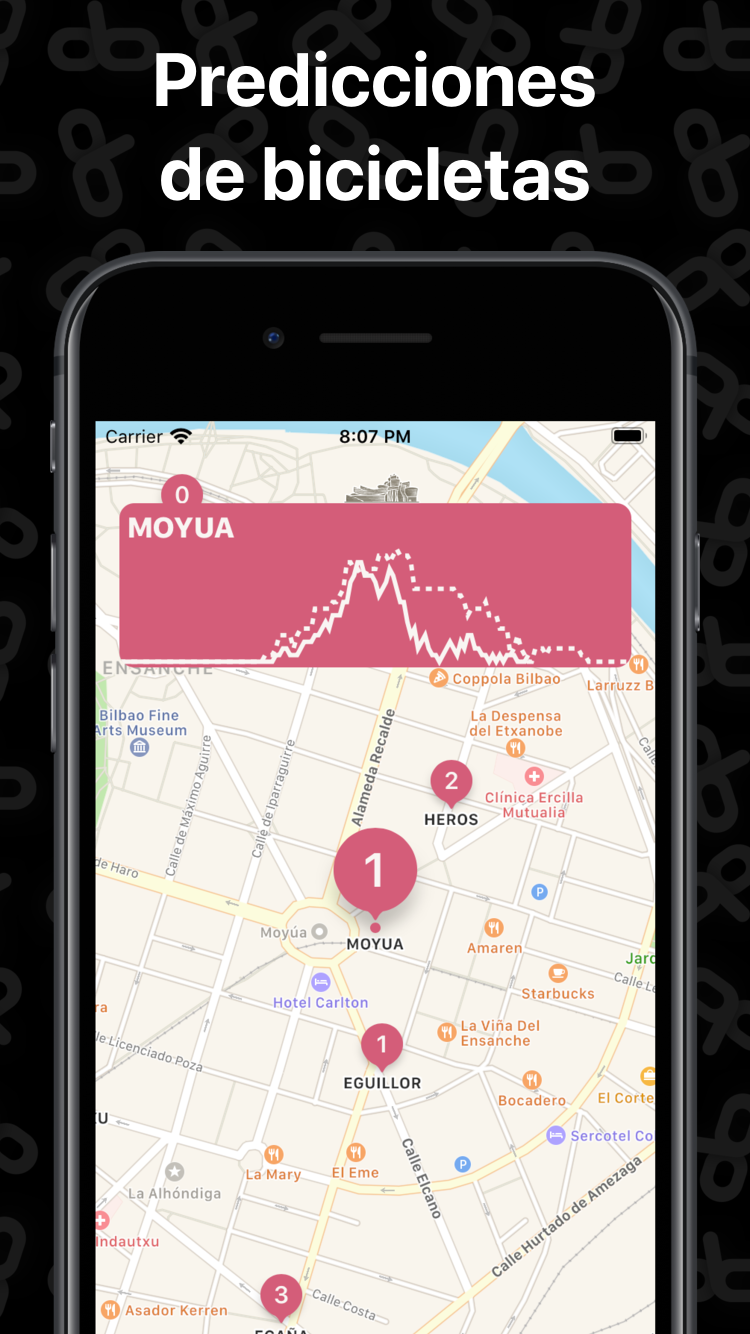 Predicciones
de bicicletas
Carrier
8:07 PM
0
MOYUA
ENSANCHE
Coppola Bilbao
Larruzz B
Bilbao Fine
Arts Museum
La Despensa
del Etxanobe
Calle de Máximo Aguirre
Calle de Iparraguirre
Alameda Recalde
Calle
2
HEROS
Clínica Ercilla
Mutualia
1
de Haro
P
Moyúa
MOYUA
Amaren
Jard
Hotel Carlton
Starbucks
Calle Le
ra
1
La Viña Del
Ensanche
le Licenciado Poza
EGUILLOR
Bocadero
El Corte
Sercotel Co
La Mary
El Eme
P
Calle Elcano
La Alhóndiga
Calle Hurtado de Amezaga
Indautxu
3
Calle Costa
Asador Kerren